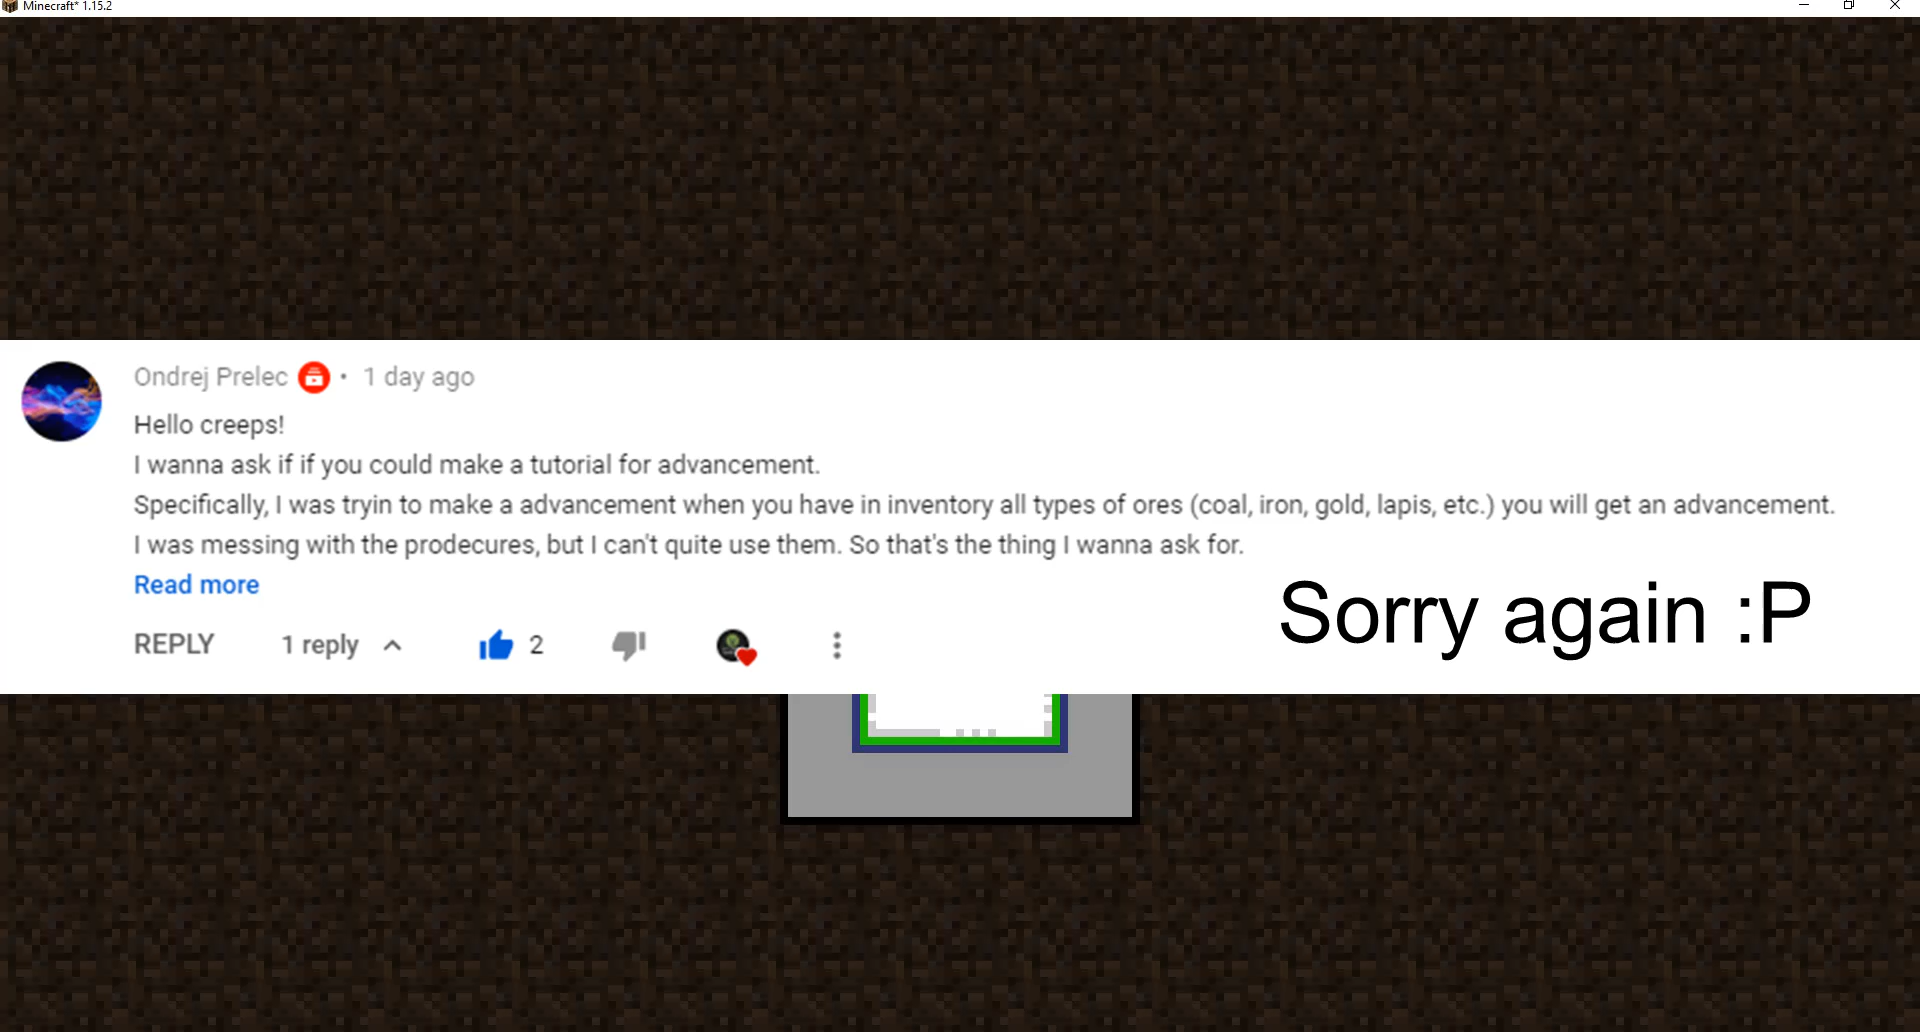 Minecraft* 1.15.2
Ondrej Prelec • 1 day ago
Hello creeps!
I wanna ask if if you could make a tutorial for advancement.
Specifically, I was tryin to make a advancement when you have in inventory all types of ores (coal, iron, gold, lapis, etc.) you will get an advancement.
I was messing with the prodecures, but I can't quite use them. So that's the thing I wanna ask for.
Read more
Sorry again :P
REPLY 1 reply 2